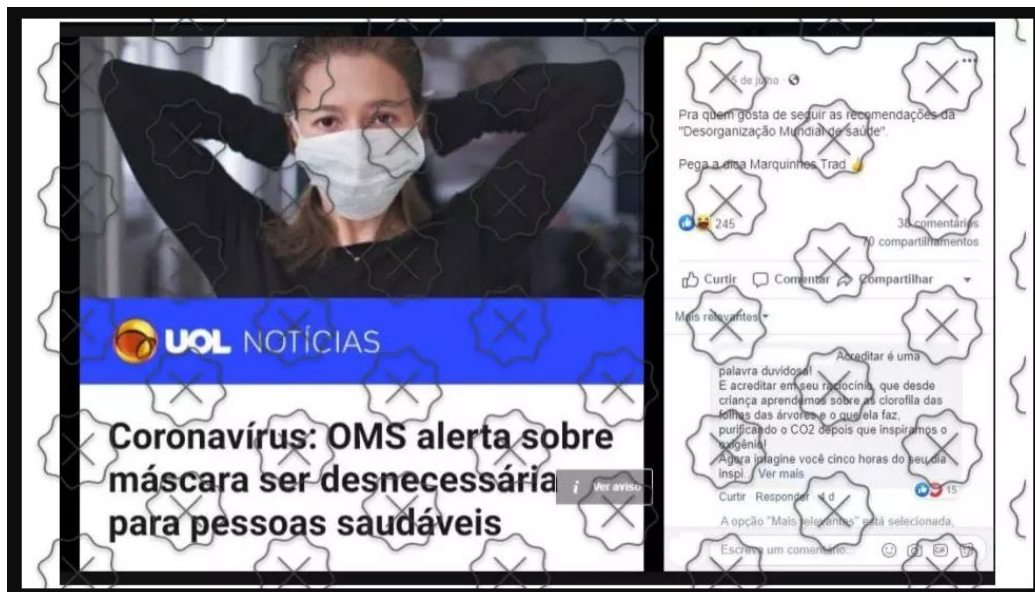 UOL NOTÍCIAS
Coronavírus: OMS alerta sobre
máscara ser desnecessária
para pessoas saudáveis
i Ver aviso
5 de julho
Pra quem gosta de seguir as recomendações da
"Desorganização Mundial de saúde".
Pega a dica Marquinhos Trad
245
38 comentários
70 compartilhamentos
Curtir Comentar Compartilhar
Mais relevantes
Acreditar é uma
palavra duvidosa!
E acreditar em seu raciocínio, que desde
criança aprendemos sobre as clorofila das
folhas das árvores e o que ela faz,
purificando o CO2 depois que inspiramos o
oxigênio!
Agora imagine você cinco horas do seu dia
inspi... Ver mais
15
Curtir Responder 4 d
A opção "Mais relevantes" está selecionada,
Escreva um comentário...
GIF